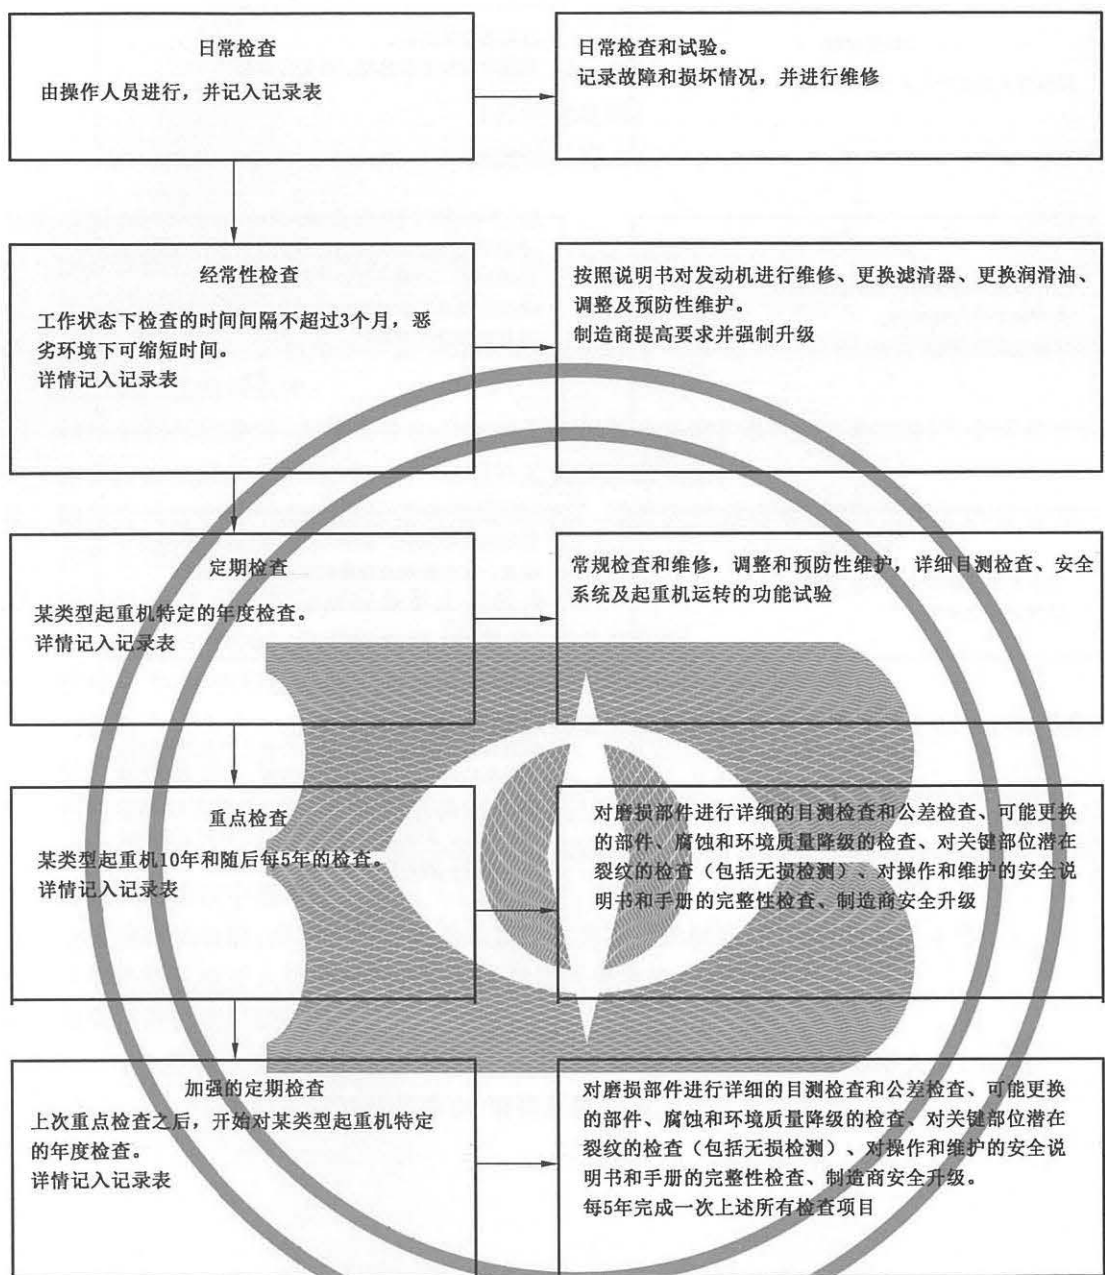 日常检查
由操作人员进行，并记入记录表
日常检查和试验。
记录故障和损坏情况，并进行维修
经常性检查
工作状态下检查的时间间隔不超过3个月，恶
劣环境下可缩短时间。
详情记入记录表
按照说明书对发动机进行维修、更换滤清器、更换润滑油、
调整及预防性维护。
制造商提高要求并强制升级
定期检查
某类型起重机特定的年度检查。
详情记入记录表
常规检查和维修，调整和预防性维护，详细目测检查、安全
系统及起重机运转的功能试验
重点检查
某类型起重机10年和随后每5年的检查。
详情记入记录表
对磨损部件进行详细的目测检查和公差检查、可能更换
的部件、腐蚀和环境质量降级的检查、对关键部位潜在
裂纹的检查（包括无损检测）、对操作和维护的安全说
明书和手册的完整性检查、制造商安全升级
加强的定期检查
上次重点检查之后，开始对某类型起重机特定
的年度检查。
详情记入记录表
对磨损部件进行详细的目测检查和公差检查、可能更换
的部件、腐蚀和环境质量降级的检查、对关键部位潜在
裂纹的检查（包括无损检测）、对操作和维护的安全说
明书和手册的完整性检查、制造商安全升级。
每5年完成一次上述所有检查项目